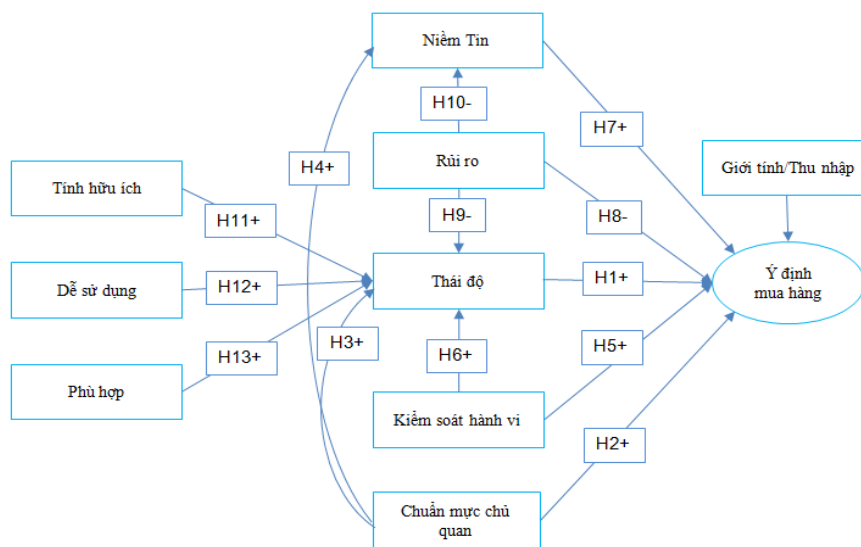 Niềm Tin
H10-
H7+
H4+
Rủi ro
Giới tính/Thu nhập
Tính hữu ích
H11+
H9-
H8-
Dễ sử dụng
H12+
Thái độ
H1+
Ý định
mua hàng
H13+
H3+
H6+
H5+
Phù hợp
Kiểm soát hành vi
H2+
Chuẩn mực chủ
quan